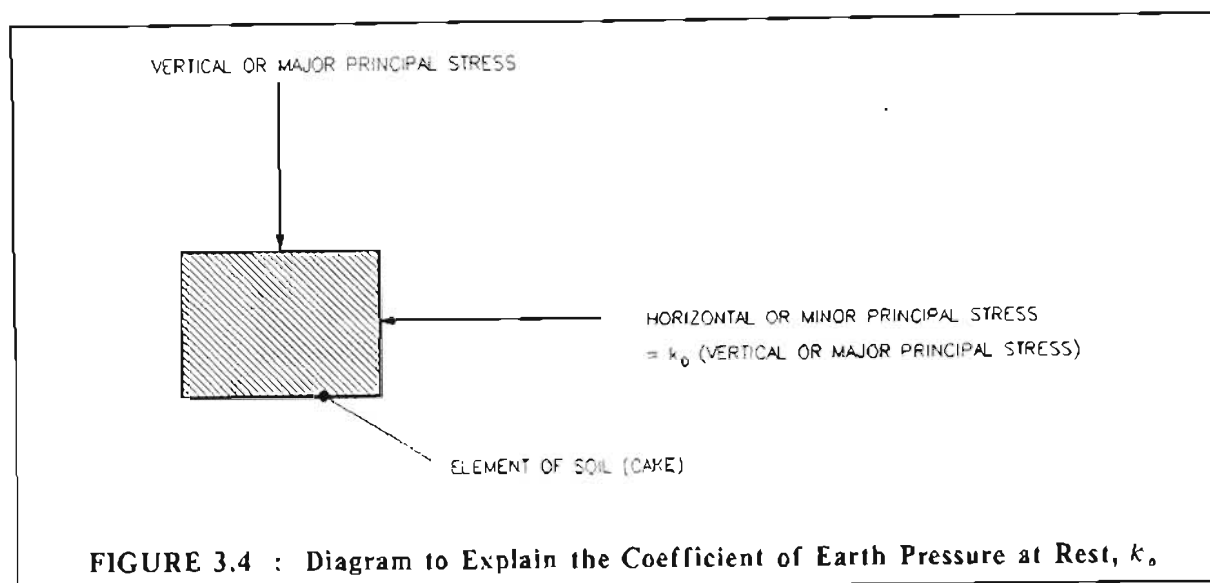 VERTICAL OR MAJOR PRINCIPAL STRESS
HORIZONTAL OR MINOR PRINCIPAL STRESS
= k₀ (VERTICAL OR MAJOR PRINCIPAL STRESS)
ELEMENT OF SOIL (CAKE)
FIGURE 3.4 : Diagram to Explain the Coefficient of Earth Pressure at Rest, k₀